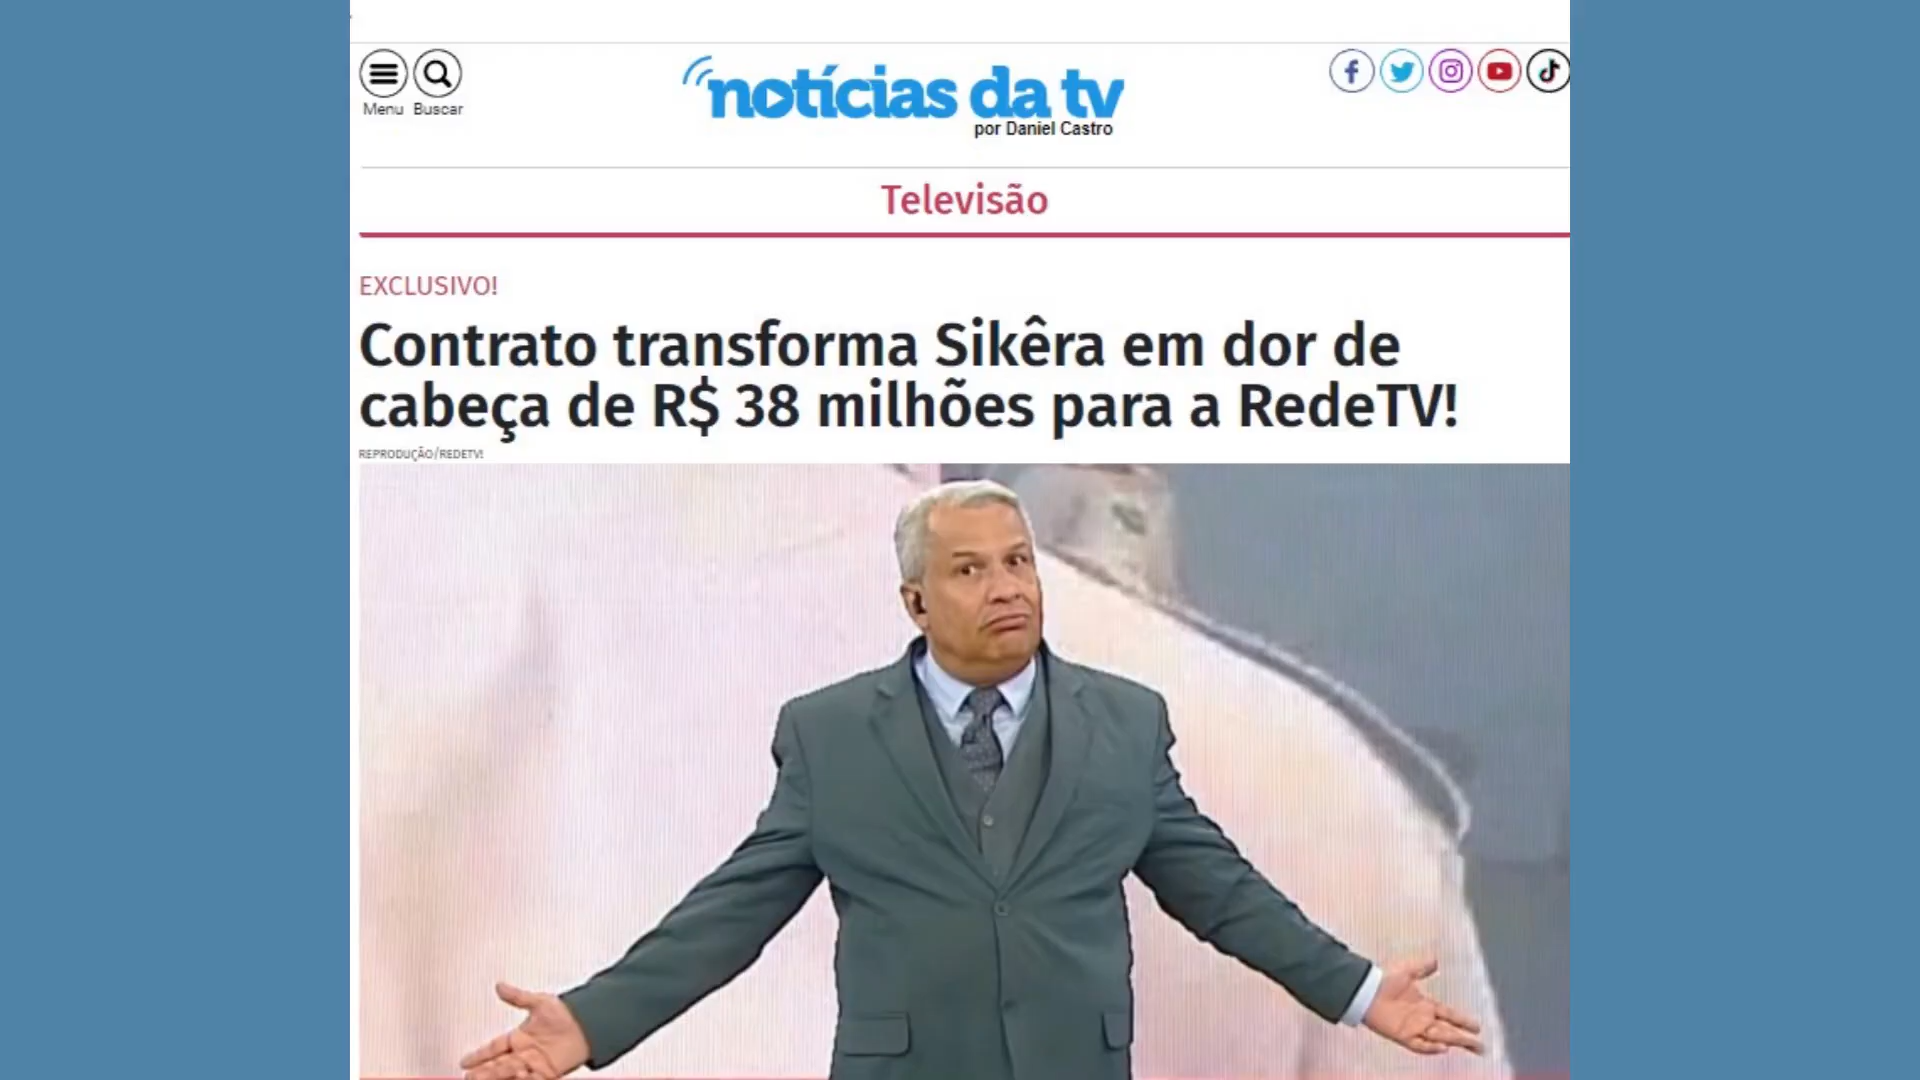 Menu Buscar
notícias da tv
por Daniel Castro
Televisão
EXCLUSIVO!
Contrato transforma Sikêra em dor de
cabeça de R$ 38 milhões para a RedeTV!
REPRODUÇÃO/REDETV!